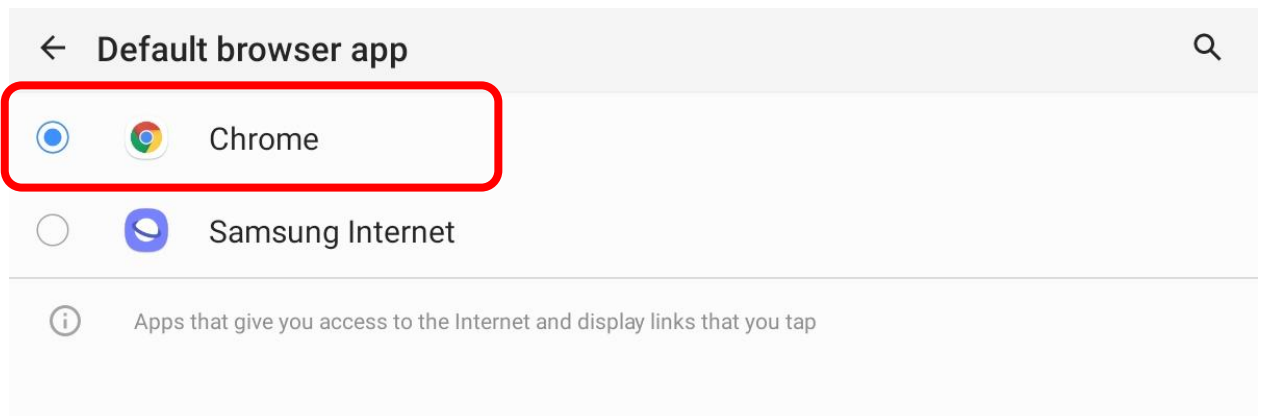 Default browser app
Chrome
Samsung Internet
Apps that give you access to the Internet and display links that you tap